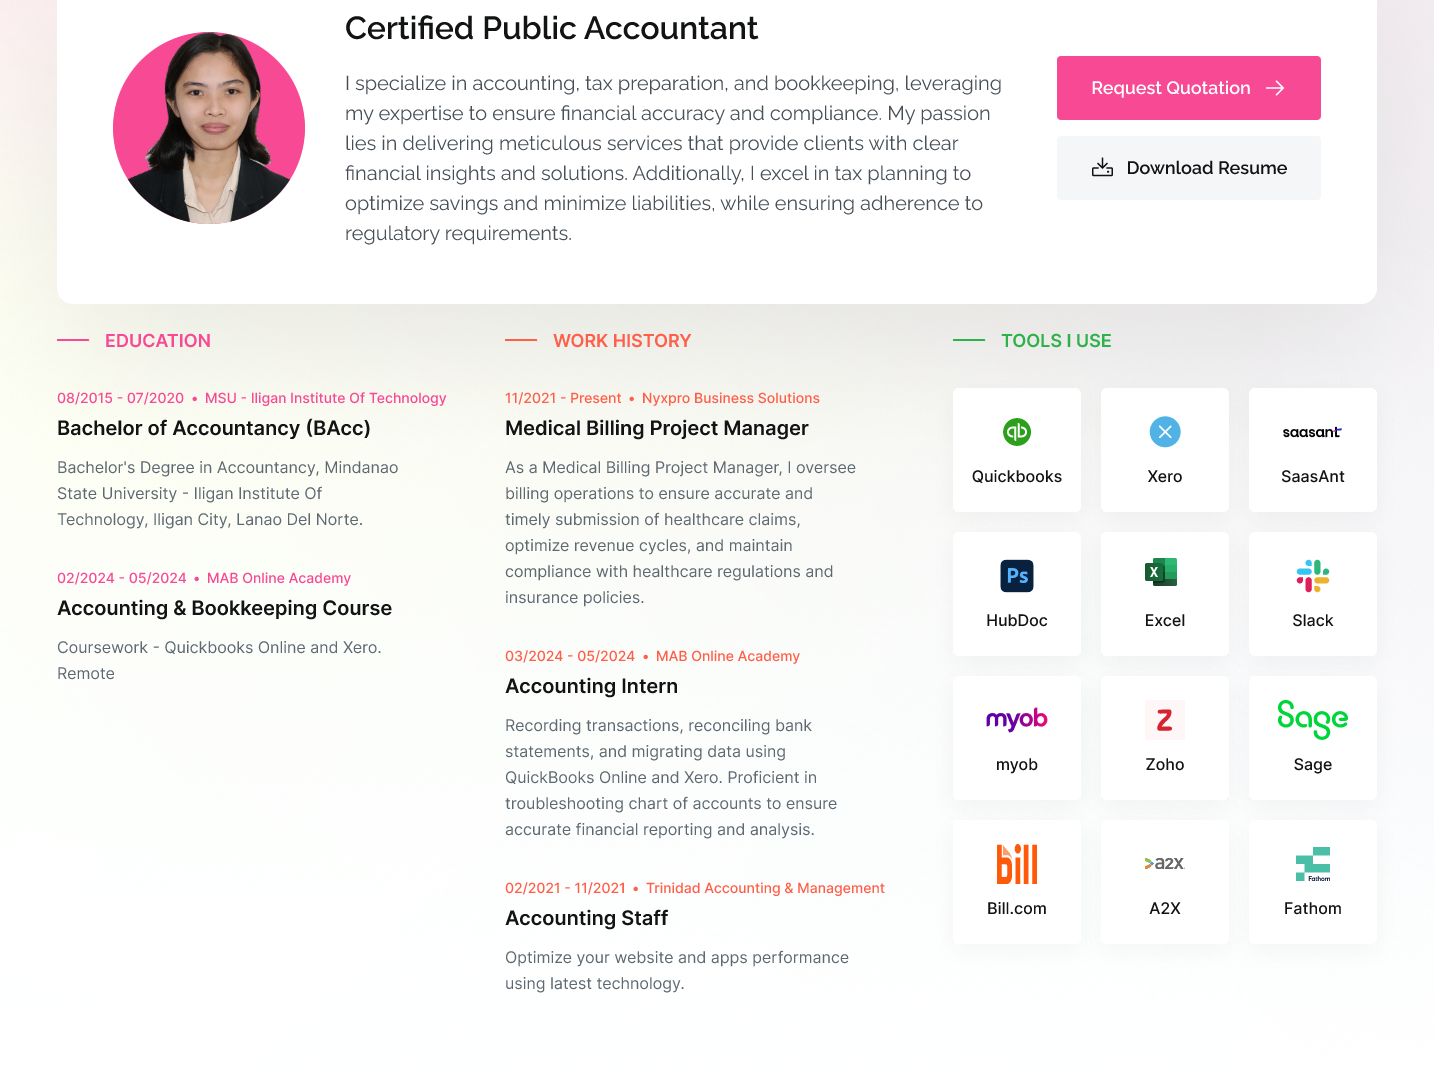 Certified Public Accountant
I specialize in accounting, tax preparation, and bookkeeping, leveraging
my expertise to ensure financial accuracy and compliance. My passion
lies in delivering meticulous services that provide clients with clear
financial insights and solutions. Additionally, I excel in tax planning to
optimize savings and minimize liabilities, while ensuring adherence to
regulatory requirements.
Request Quotation
Download Resume
EDUCATION
08/2015 - 07/2020 • MSU - Iligan Institute Of Technology
Bachelor of Accountancy (BAcc)
Bachelor's Degree in Accountancy, Mindanao
State University - Iligan Institute Of
Technology, Iligan City, Lanao Del Norte.
02/2024 - 05/2024 • MAB Online Academy
Accounting & Bookkeeping Course
Coursework - Quickbooks Online and Xero.
Remote
WORK HISTORY
11/2021 - Present • Nyxpro Business Solutions
Medical Billing Project Manager
As a Medical Billing Project Manager, I oversee
billing operations to ensure accurate and
timely submission of healthcare claims,
optimize revenue cycles, and maintain
compliance with healthcare regulations and
insurance policies.
03/2024 - 05/2024 • MAB Online Academy
Accounting Intern
Recording transactions, reconciling bank
statements, and migrating data using
QuickBooks Online and Xero. Proficient in
troubleshooting chart of accounts to ensure
accurate financial reporting and analysis.
02/2021 - 11/2021 • Trinidad Accounting & Management
Accounting Staff
Optimize your website and apps performance
using latest technology.
TOOLS I USE
qb
Quickbooks
Xero
saasant
SaasAnt
Ps
HubDoc
X
Excel
Slack
myob
myob
Z
Zoho
Sage
Sage
bill
Bill.com
a2x
A2X
Fathom
Fathom